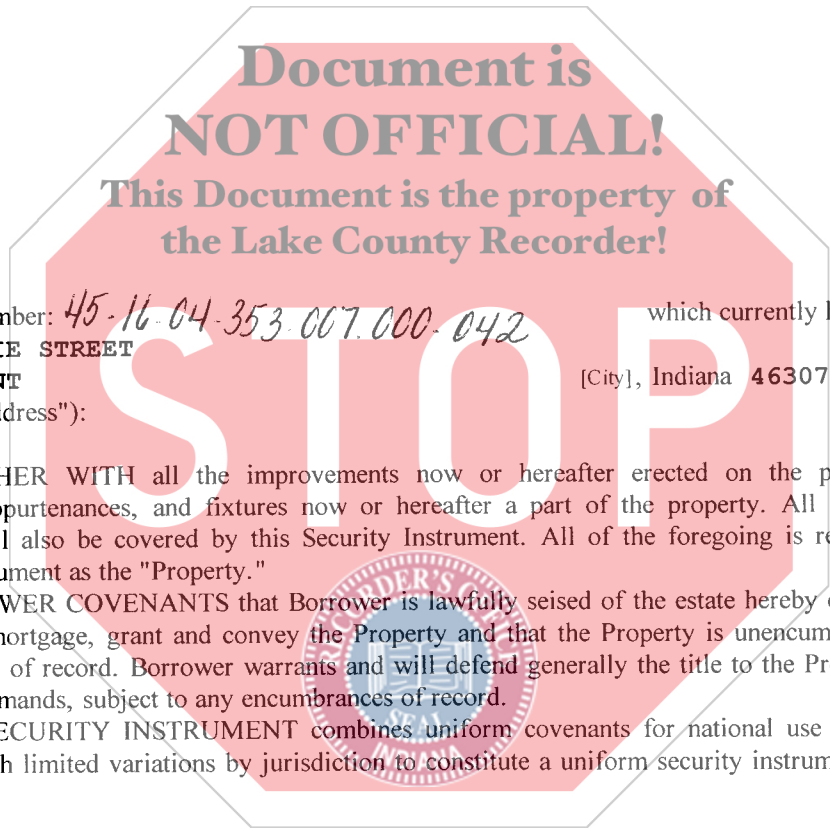 Document is
NOT OFFICIAL!
This Document is the property of
the Lake County Recorder!
STOP
mber: 45-16-04-353-007.000-042 which currently
CE STREET
NT [City], Indiana 46307
ddress"):
HER WITH all the improvements now or hereafter erected on the p
ppurtenances, and fixtures now or hereafter a part of the property. All
l also be covered by this Security Instrument. All of the foregoing is re
ument as the "Property."
WER COVENANTS that Borrower is lawfully seised of the estate hereby
nortgage, grant and convey the Property and that the Property is unencum
of record. Borrower warrants and will defend generally the title to the Pr
mands, subject to any encumbrances of record.
ECURITY INSTRUMENT combines uniform covenants for national use
h limited variations by jurisdiction to constitute a uniform security instrum
RECORDER'S OFFICE
SEAL
INDIANA